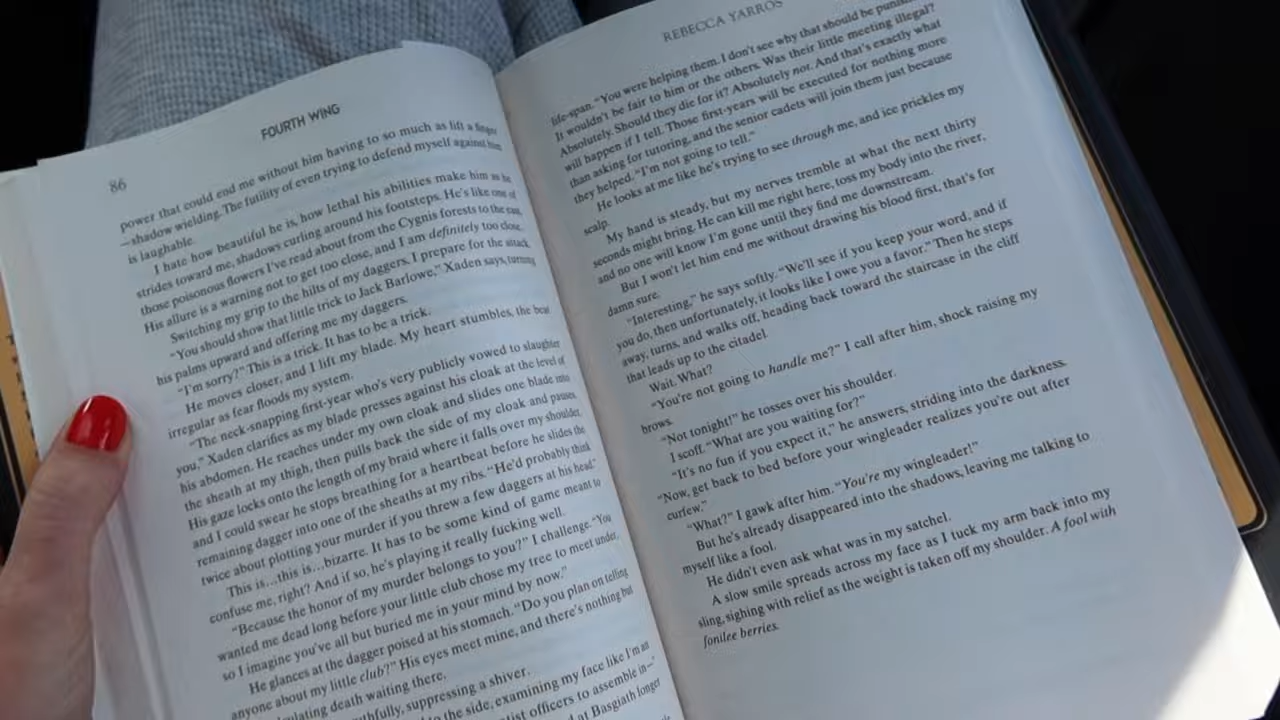 FOURTH WING
86
power that could end me without him having to so much as lift a finger
—shadow wielding. The futility of even trying to defend myself against him
is laughable.
I hate how beautiful he is, how lethal his abilities make him as he
strides toward me, shadows curling around his footsteps. He's like one of
those poisonous flowers I've read about from the Cygnis forests to the east.
His allure is a warning not to get too close, and I am definitely too close.
Switching my grip to the hilts of my daggers, I prepare for the attack.
"You should show that little trick to Jack Barlowe," Xaden says, turning
his palms upward and offering me my daggers.
"I'm sorry?" This is a trick. It has to be a trick.
He moves closer, and I lift my blade. My heart stumbles, the beat
irregular as fear floods my system.
"The neck-snapping first-year who's very publicly vowed to slaughter
you," Xaden clarifies as my blade presses against his cloak at the level of
his abdomen. He reaches under my own cloak and slides one blade into
the sheath at my thigh, then pulls back the side of my cloak and pauses.
His gaze locks onto the length of my braid where it falls over my shoulder,
and I could swear he stops breathing for a heartbeat before he slides the
remaining dagger into one of the sheaths at my ribs. "He'd probably think
twice about plotting your murder if you threw a few daggers at his head."
This is…this is…bizarre. It has to be some kind of game meant to
confuse me, right? And if so, he's playing it really fucking well.
"Because the honor of my murder belongs to you?" I challenge. "You
wanted me dead long before your little club chose my tree to meet under,
so I imagine you've all but buried me in your mind by now."
He glances at the dagger poised at his stomach. "Do you plan on telling
anyone about my little club?" His eyes meet mine, and there's nothing but
death waiting there.
suppressing a shiver.
to the side, examining my face like I'm an
officers to assemble in—"
at Basgiath longer
REBECCA YARROS
life-span. "You were helping them. I don't see why that should be
It wouldn't be fair to him or the others. Was their little meeting illegal?
Absolutely. Should they die for it? Absolutely not. And that's exactly what
will happen if I tell. Those first-years will be executed for nothing more
than asking for tutoring, and the senior cadets will join them just because
they helped. "I'm not going to tell."
He looks at me like he's trying to see through me, and ice prickles my
scalp.
My hand is steady, but my nerves tremble at what the next thirty
seconds might bring. He can kill me right here, toss my body into the river,
and no one will know I'm gone until they find me downstream.
But I won't let him end me without drawing his blood first, that's for
damn sure.
"Interesting," he says softly. "We'll see if you keep your word, and if
you do, then unfortunately, it looks like I owe you a favor." Then he steps
away, turns, and walks off, heading back toward the staircase in the cliff
that leads up to the citadel.
Wait. What?
"You're not going to handle me?" I call after him, shock raising my
brows.
"Not tonight!" he tosses over his shoulder.
I scoff. "What are you waiting for?"
"It's no fun if you expect it," he answers, striding into the darkness.
"Now, get back to bed before your wingleader realizes you're out after
curfew."
"What?" I gawk after him. "You're my wingleader!"
But he's already disappeared into the shadows, leaving me talking to
myself like a fool.
He didn't even ask what was in my satchel.
A slow smile spreads across my face as I tuck my arm back into my
sling, sighing with relief as the weight is taken off my shoulder. A fool with
fonilee berries.